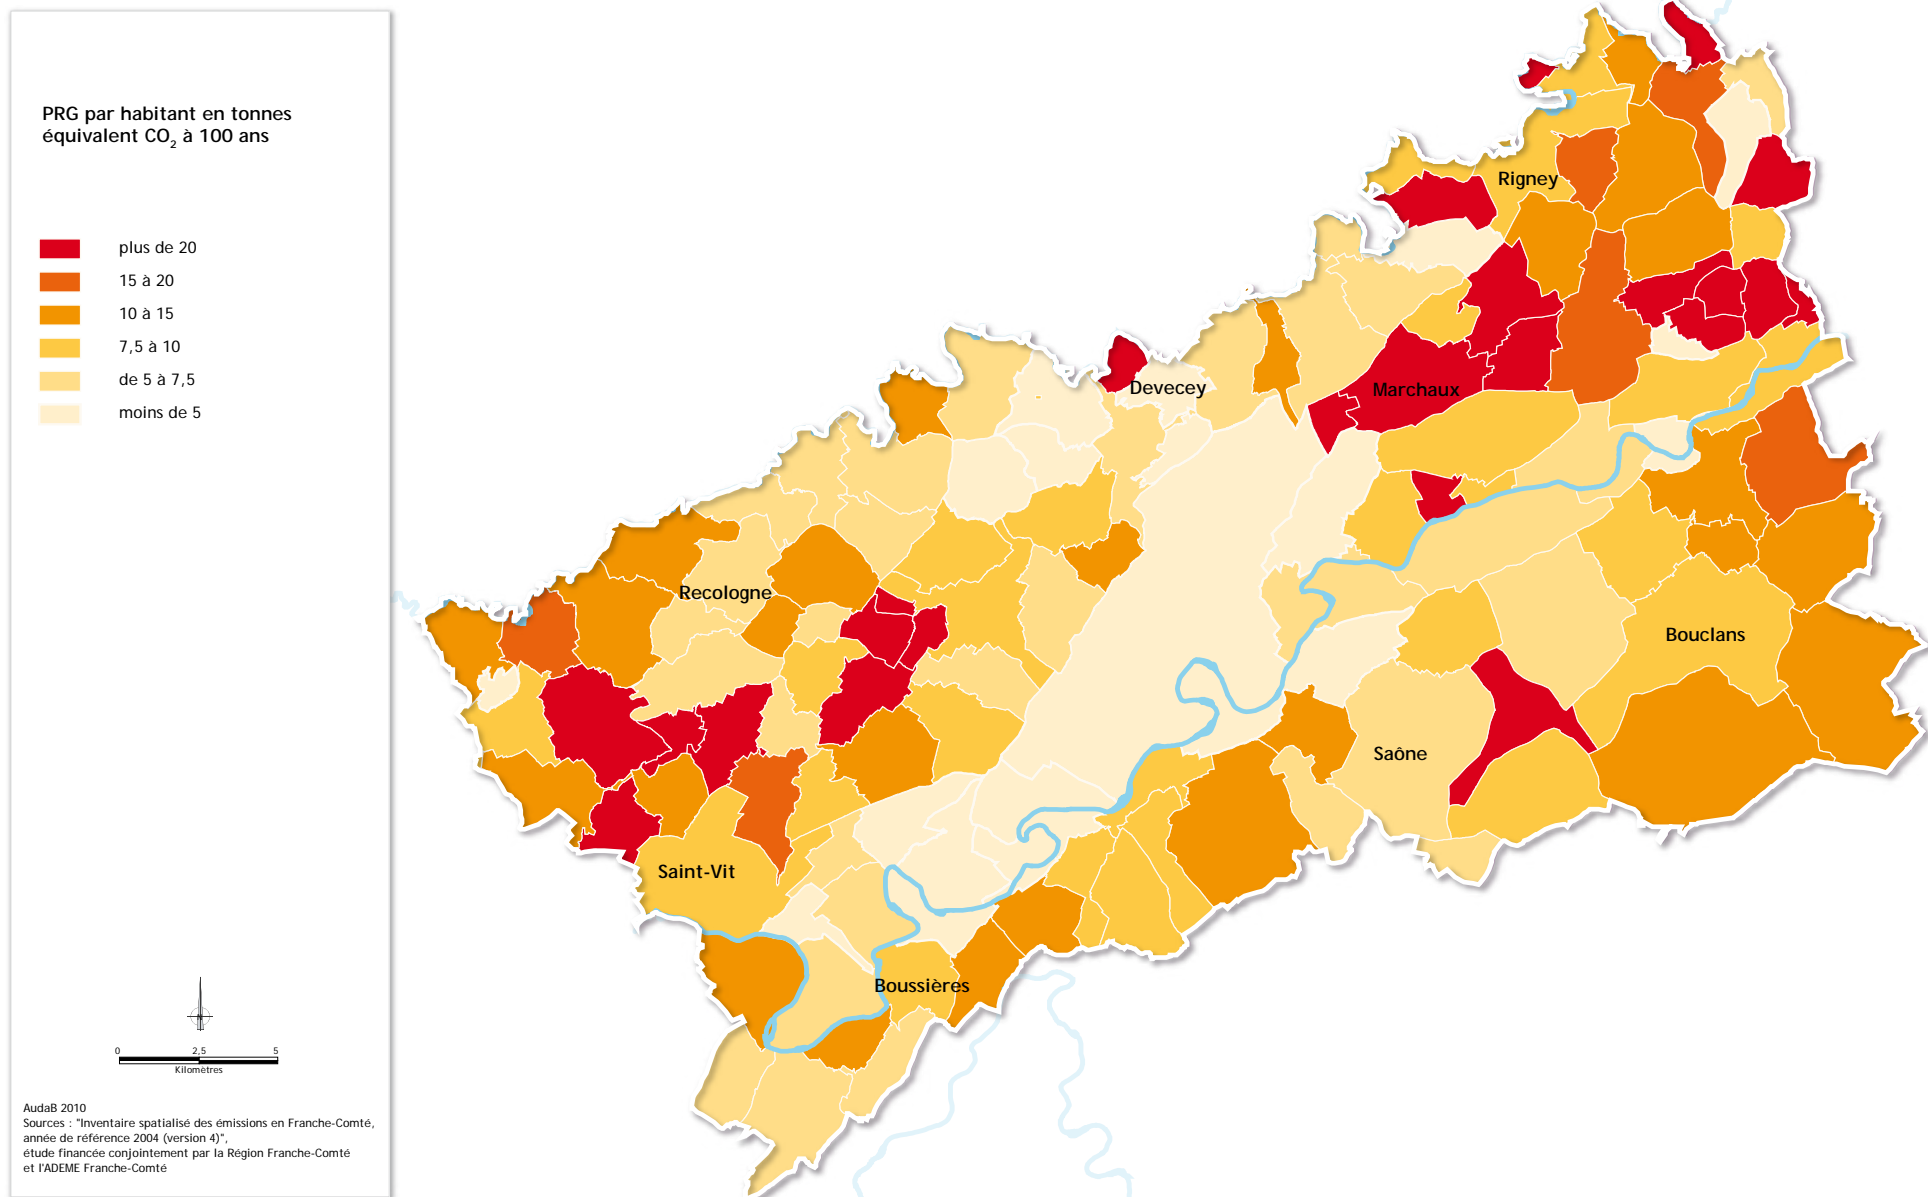 PRG par habitant en tonnes
équivalent CO2 à 100 ans
plus de 20
15 à 20
10 à 15
7,5 à 10
de 5 à 7,5
moins de 5
Rigney
Devecey
Marchaux
Recologne
Bouclans
Saône
Saint-Vit
Boussières
N
0 2,5 5
Kilomètres
AudaB 2010
Sources : "Inventaire spatialisé des émissions en Franche-Comté,
année de référence 2004 (version 4)",
étude financée conjointement par la Région Franche-Comté
et l'ADEME Franche-Comté